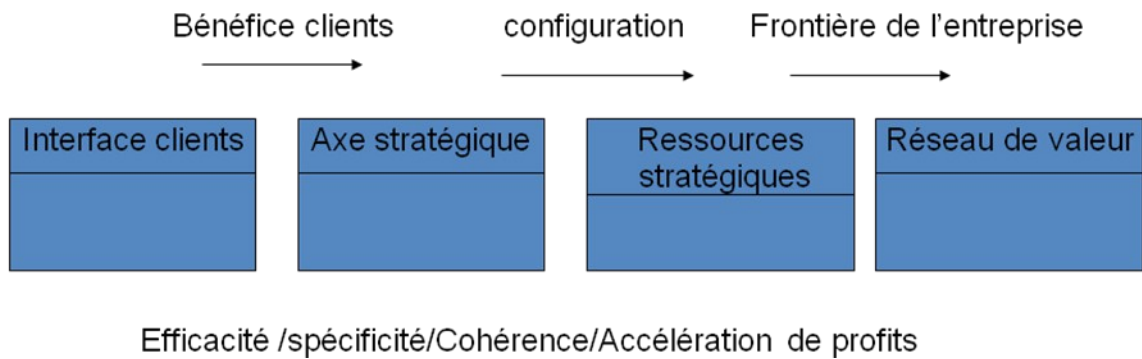 Bénéfice clients
configuration
Frontière de l'entreprise
Interface clients
Axe stratégique
Ressources
stratégiques
Réseau de valeur
Efficacité /spécificité/Cohérence/Accélération de profits